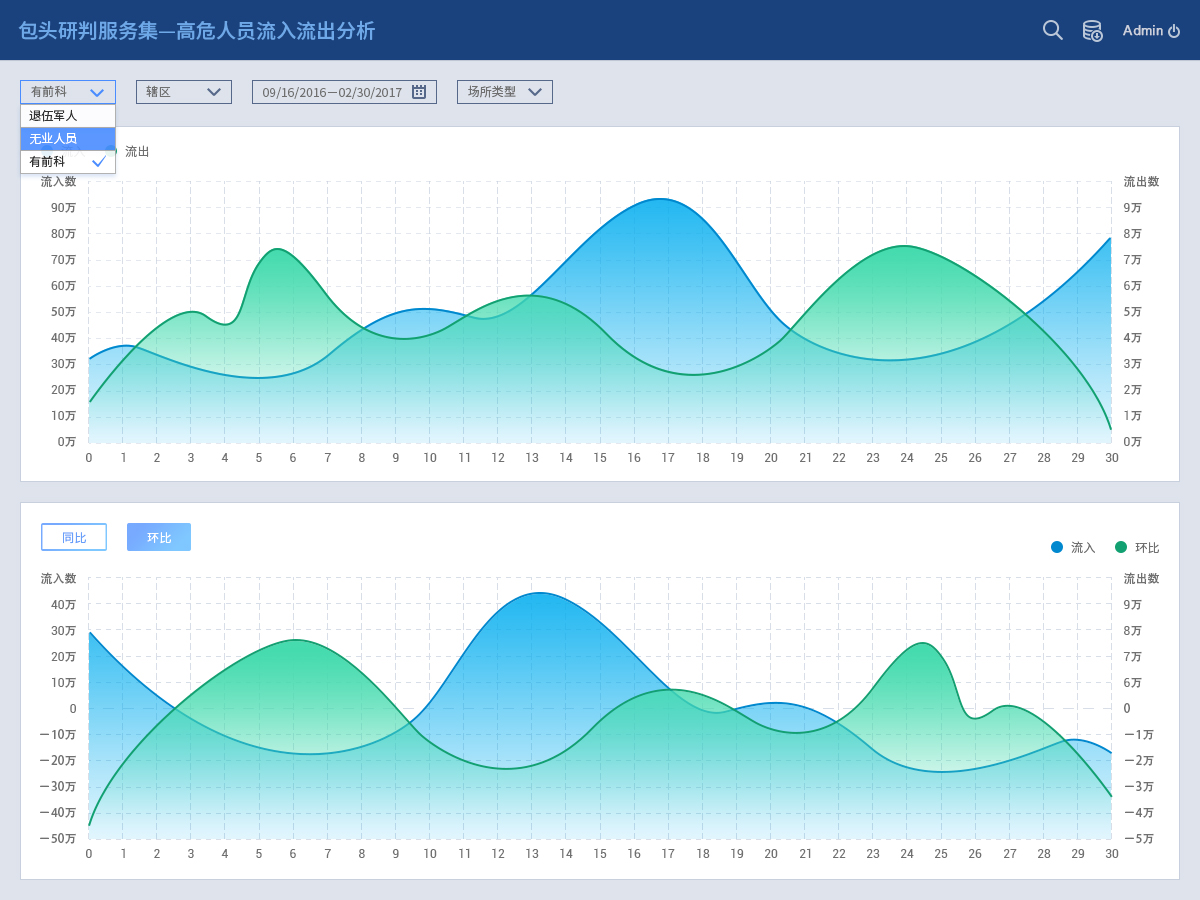 包头研判服务集—高危人员流入流出分析
Admin
有前科
辖区
09/16/2016—02/30/2017
场所类型
退伍军人
无业人员
有前科
流出
流入数
流出数
90万
80万
70万
60万
50万
40万
30万
20万
10万
0万
9万
8万
7万
6万
5万
4万
3万
2万
1万
0万
0 1 2 3 4 5 6 7 8 9 10 11 12 13 14 15 16 17 18 19 20 21 22 23 24 25 26 27 28 29 30
同比
环比
流入
环比
流入数
流出数
40万
30万
20万
10万
0
—10万
—20万
—30万
—40万
—50万
9万
8万
7万
6万
0
—1万
—2万
—3万
—4万
—5万
0 1 2 3 4 5 6 7 8 9 10 11 12 13 14 15 16 17 18 19 20 21 22 23 24 25 26 27 28 29 30